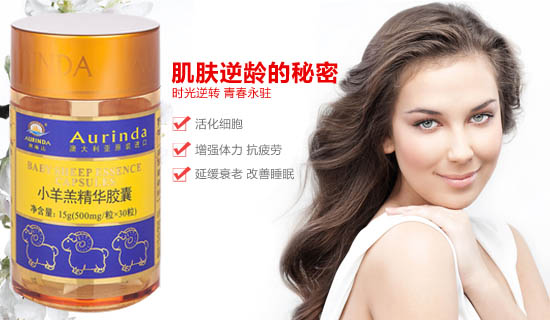 Aurinda
AURINDA
澳大利亚原装进口
BABY SHEEP ESSENCE
CAPSULES
小羊羔精华胶囊
净含量: 15g(500mg/粒×30粒)
肌肤逆龄的秘密
时光逆转 青春永驻
活化细胞
增强体力 抗疲劳
延缓衰老 改善睡眠